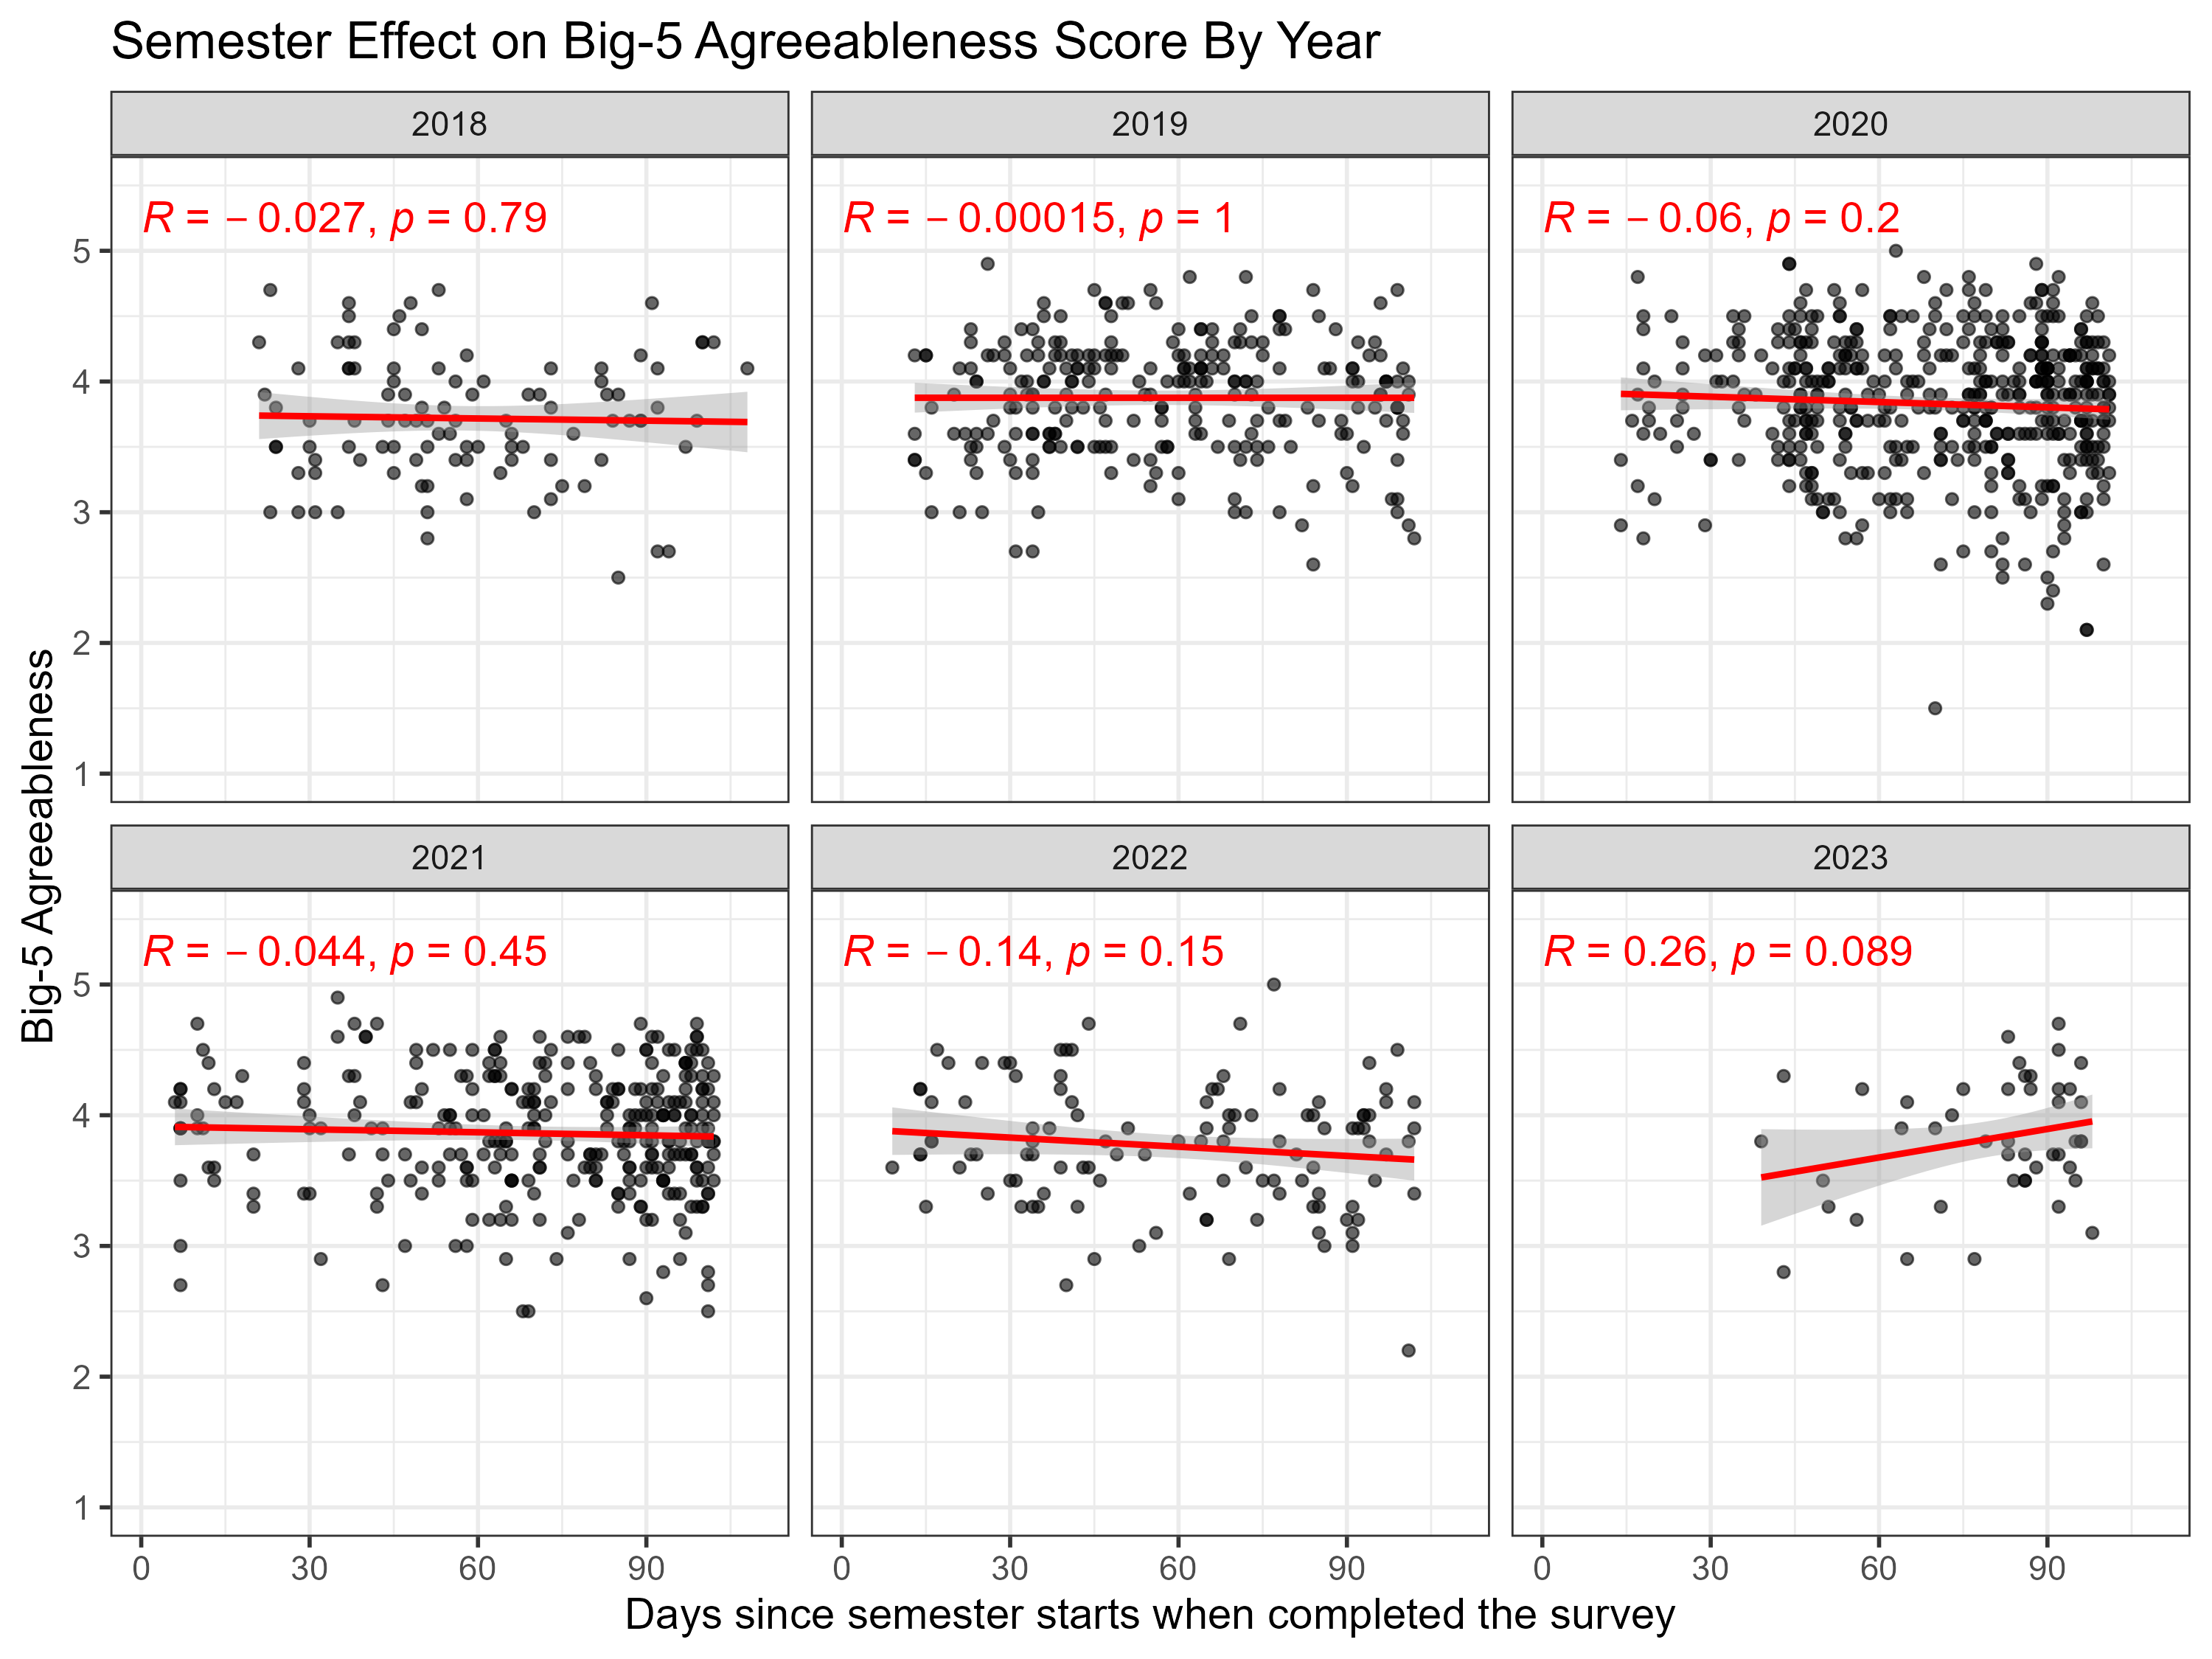 Semester Effect on Big-5 Agreeableness Score By Year
2018 2019 2020
R = − 0.027, p = 0.79 R = − 0.00015, p = 1 R = − 0.06, p = 0.2
5
4
3
2
1
Big-5 Agreeableness
2021 2022 2023
R = − 0.044, p = 0.45 R = − 0.14, p = 0.15 R = 0.26, p = 0.089
5
4
3
2
1
0 30 60 90 0 30 60 90 0 30 60 90
Days since semester starts when completed the survey